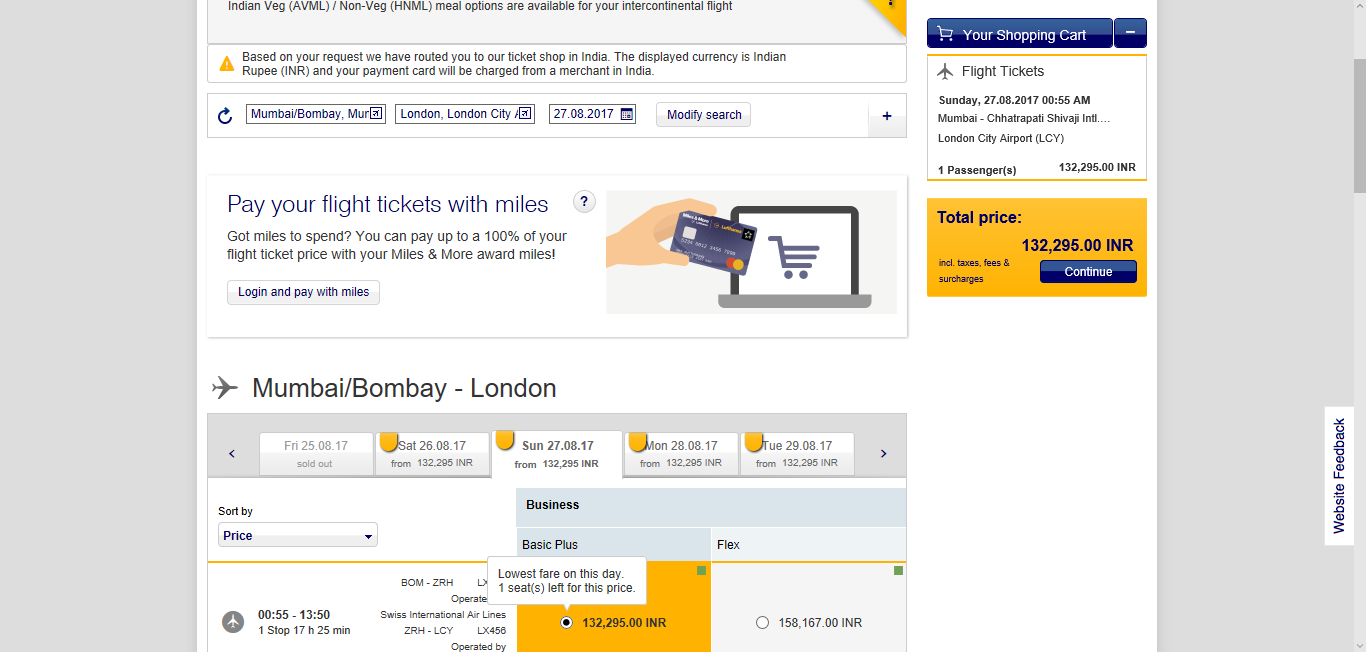 Indian Veg (AVML) / Non-Veg (HNML) meal options are available for your intercontinental flight
Based on your request we have routed you to our ticket shop in India. The displayed currency is Indian
Rupee (INR) and your payment card will be charged from a merchant in India.
Mumbai/Bombay, Mur
London, London City
27.08.2017
Modify search
+
Pay your flight tickets with miles
?
Got miles to spend? You can pay up to a 100% of your
flight ticket price with your Miles & More award miles!
Login and pay with miles
Miles & More
Lufthansa
Mumbai/Bombay - London
Fri 25.08.17
sold out
Sat 26.08.17
from 132,295 INR
Sun 27.08.17
from 132,295 INR
Mon 28.08.17
from 132,295 INR
Tue 29.08.17
from 132,295 INR
Sort by
Price
Business
Basic Plus
Flex
Lowest fare on this day.
1 seat(s) left for this price.
00:55 - 13:50
1 Stop 17 h 25 min
BOM - ZRH LX
Operate
Swiss International Air Lines
ZRH - LCY LX456
Operated by
132,295.00 INR
158,167.00 INR
Your Shopping Cart
Flight Tickets
Sunday, 27.08.2017 00:55 AM
Mumbai - Chhatrapati Shivaji Intl....
London City Airport (LCY)
1 Passenger(s) 132,295.00 INR
Total price:
132,295.00 INR
incl. taxes, fees &
surcharges
Continue
Website Feedback